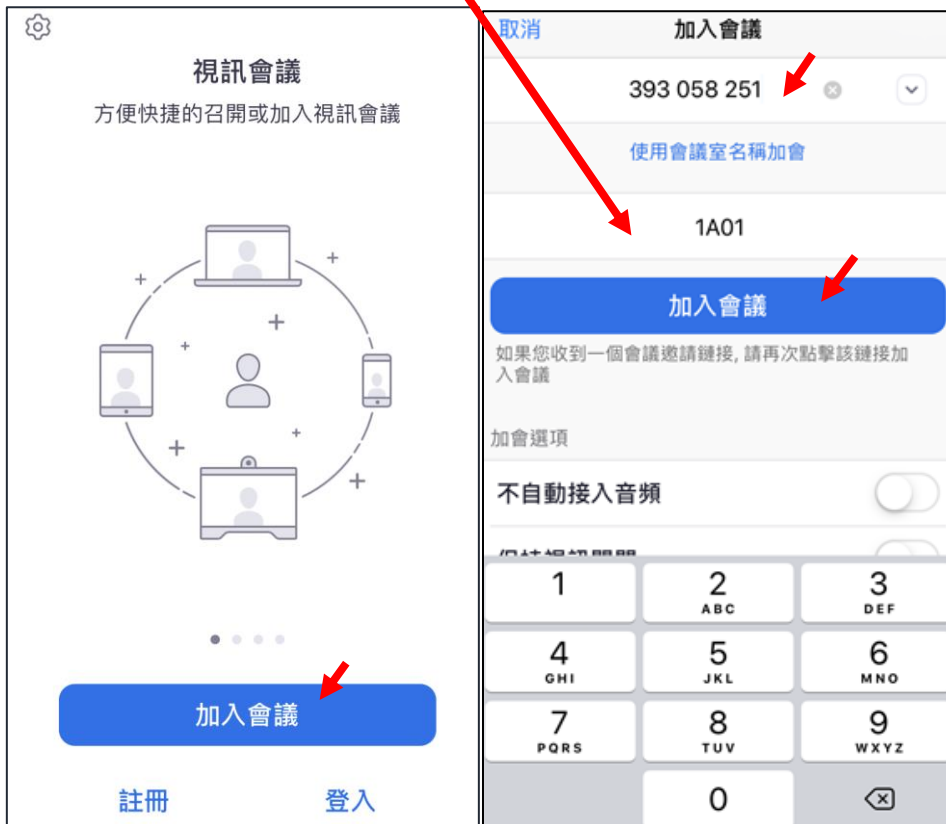 視訊會議
方便快捷的召開或加入視訊會議
加入會議
註冊
登入
取消
加入會議
393 058 251
使用會議室名稱加會
1A01
加入會議
如果您收到一個會議邀請鏈接, 請再次點擊該鏈接加
入會議
加會選項
不自動接入音頻
1
2
ABC
3
DEF
4
GHI
5
JKL
6
MNO
7
PQRS
8
TUV
9
WXYZ
0